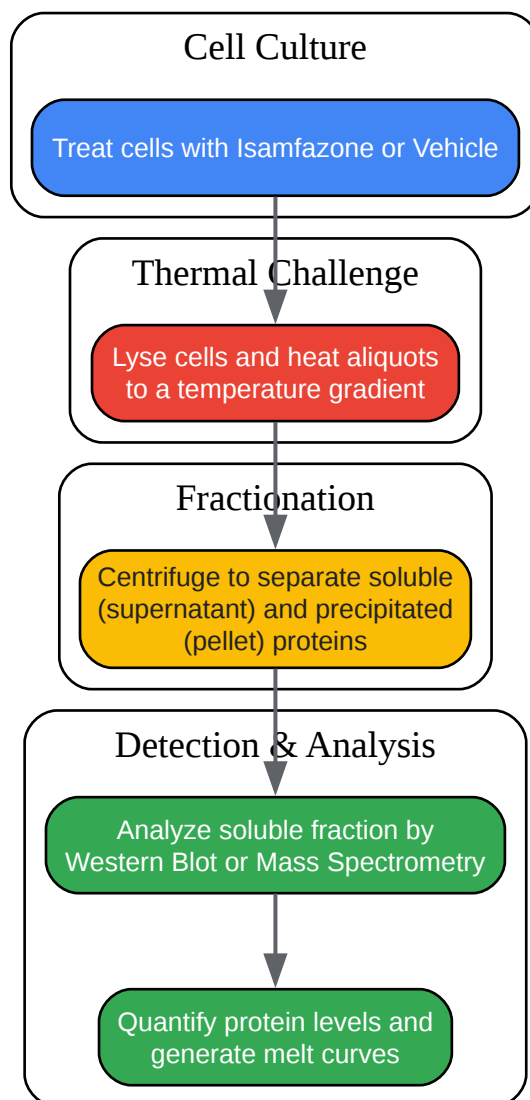 Cell Culture
Treat cells with Isamfazone or Vehicle
Thermal Challenge
Lyse cells and heat aliquots
to a temperature gradient
Fractionation
Centrifuge to separate soluble
(supernatant) and precipitated
(pellet) proteins
Detection & Analysis
Analyze soluble fraction by
Western Blot or Mass Spectrometry
Quantify protein levels and
generate melt curves